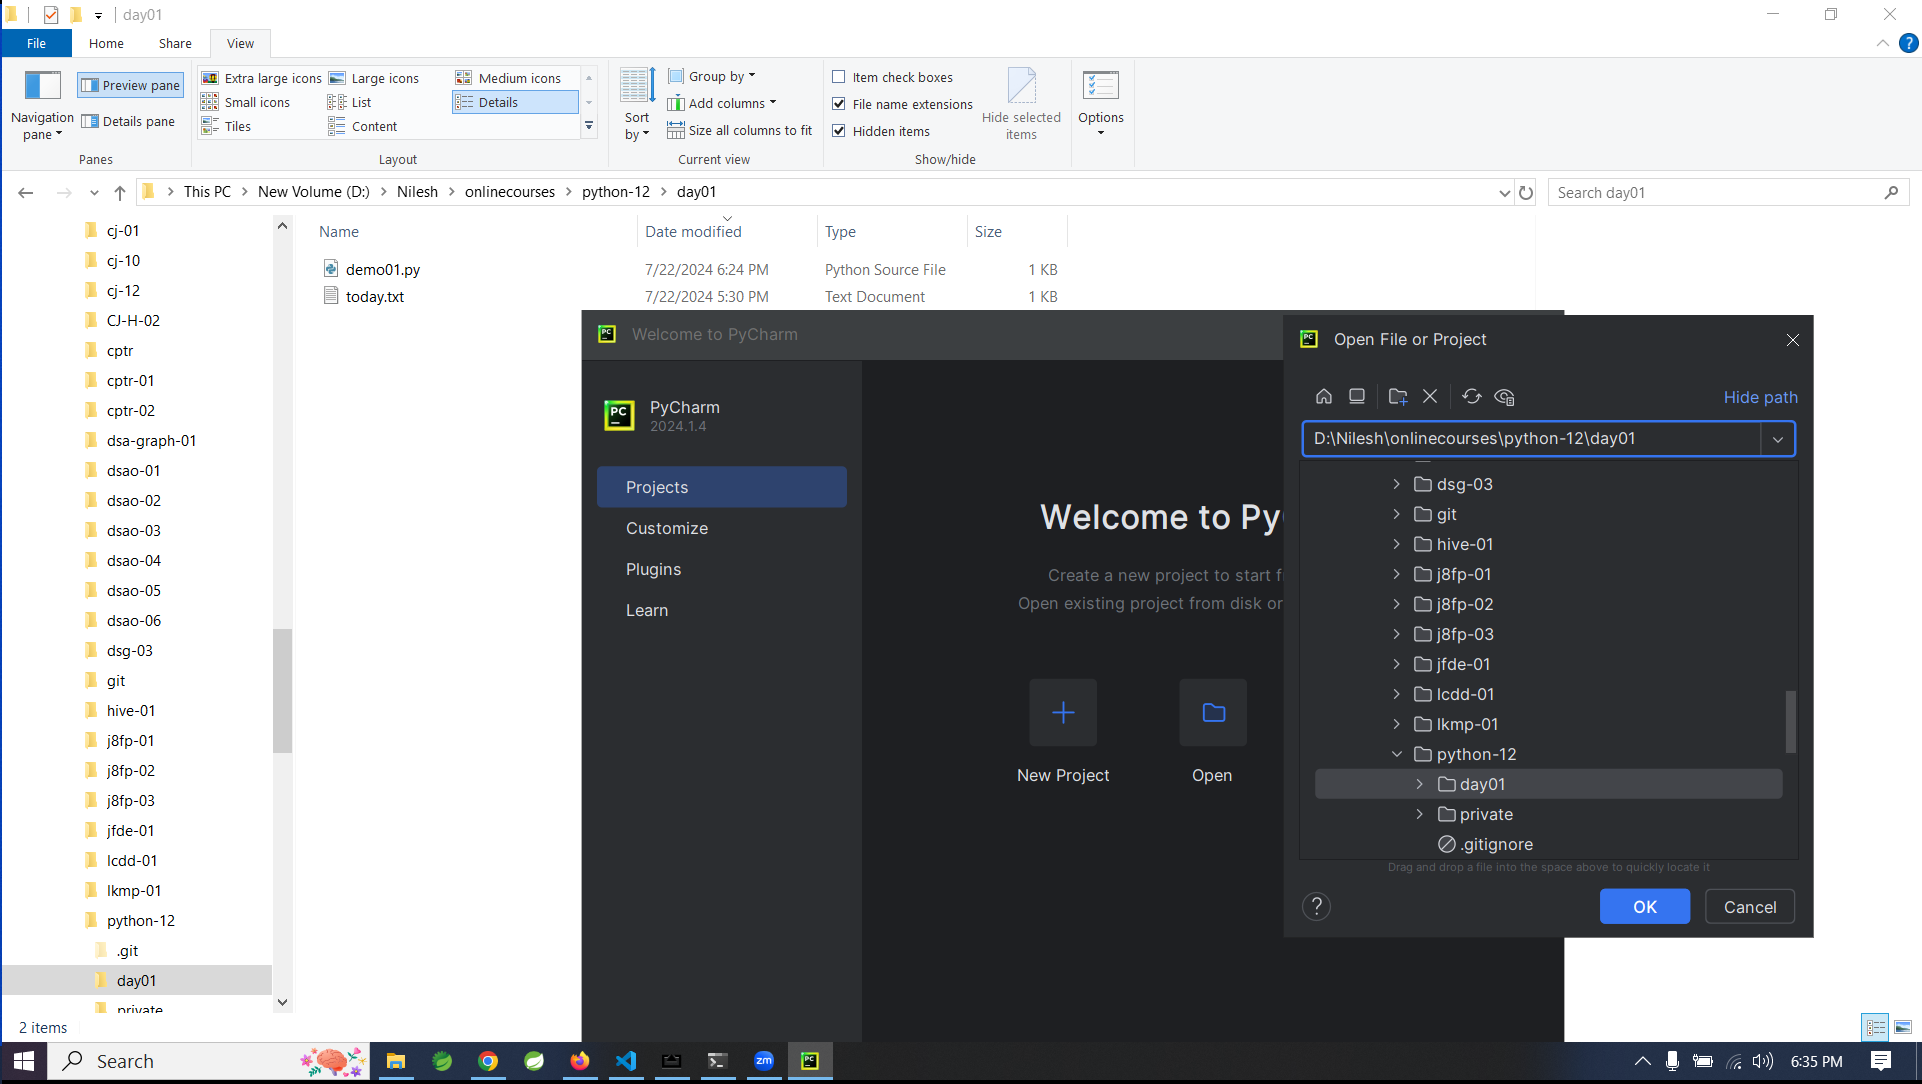 day01
File Home Share View
Navigation pane
Preview pane
Details pane
Panes
Extra large icons Large icons Medium icons
Small icons List Details
Tiles Content
Layout
Sort by
Group by
Add columns
Size all columns to fit
Current view
Item check boxes
File name extensions
Hidden items
Hide selected items
Show/hide
Options
This PC > New Volume (D:) > Nilesh > onlinecourses > python-12 > day01
Search day01
cj-01
cj-10
cj-12
CJ-H-02
cptr
cptr-01
cptr-02
dsa-graph-01
dsao-01
dsao-02
dsao-03
dsao-04
dsao-05
dsao-06
dsg-03
git
hive-01
j8fp-01
j8fp-02
j8fp-03
jfde-01
lcdd-01
lkmp-01
python-12
.git
day01
private
2 items
Name Date modified Type Size
demo01.py 7/22/2024 6:24 PM Python Source File 1 KB
today.txt 7/22/2024 5:30 PM Text Document 1 KB
Welcome to PyCharm
PC
PyCharm
2024.1.4
Projects
Customize
Plugins
Learn
Welcome to Py
Create a new project to start f
Open existing project from disk or
New Project Open
Open File or Project
Hide path
D:\Nilesh\onlinecourses\python-12\day01
dsg-03
git
hive-01
j8fp-01
j8fp-02
j8fp-03
jfde-01
lcdd-01
lkmp-01
python-12
day01
private
.gitignore
Drag and drop a file into the space above to quickly locate it
? OK Cancel
Search
zm
PC
6:35 PM